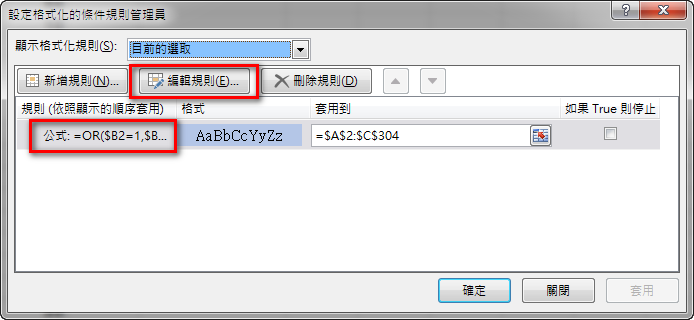 設定格式化的條件規則管理員
顯示格式化規則(S): 目前的選取
新增規則(N)... 編輯規則(E)... 刪除規則(D)
規則 (依照顯示的順序套用) 格式 套用到 如果 True 則停止
公式: =OR($B2=1,$B... AaBbCcYyZz =$A$2:$C$304
確定 關閉 套用